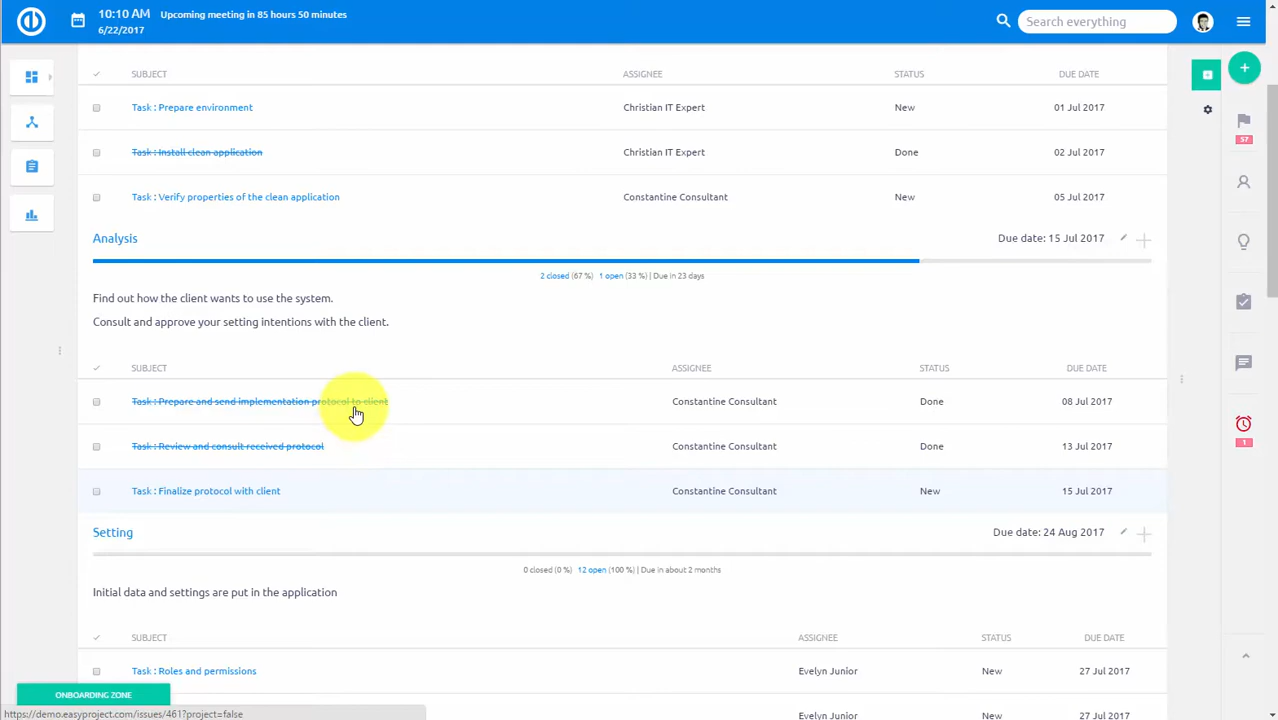 10:10 AM Upcoming meeting in 85 hours 50 minutes
6/22/2017
Search everything
SUBJECT ASSIGNEE STATUS DUE DATE
Task : Prepare environment Christian IT Expert New 01 Jul 2017
57
Task : Install clean application Christian IT Expert Done 02 Jul 2017
Task : Verify properties of the clean application Constantine Consultant New 05 Jul 2017
Analysis Due date: 15 Jul 2017
2 closed (67 %) 1 open (33 %) | Due in 23 days
Find out how the client wants to use the system.
Consult and approve your setting intentions with the client.
SUBJECT ASSIGNEE STATUS DUE DATE
Task : Prepare and send implementation protocol to client Constantine Consultant Done 08 Jul 2017
Task : Review and consult received protocol Constantine Consultant Done 13 Jul 2017
1
Task : Finalize protocol with client Constantine Consultant New 15 Jul 2017
Setting Due date: 24 Aug 2017
0 closed (0 %) 12 open (100 %) | Due in about 2 months
Initial data and settings are put in the application
SUBJECT ASSIGNEE STATUS DUE DATE
Task : Roles and permissions Evelyn Junior New 27 Jul 2017
ONBOARDING ZONE
https://demo.easyproject.com/issues/461?project=false
Evelyn Junior New 27 Jul 2017